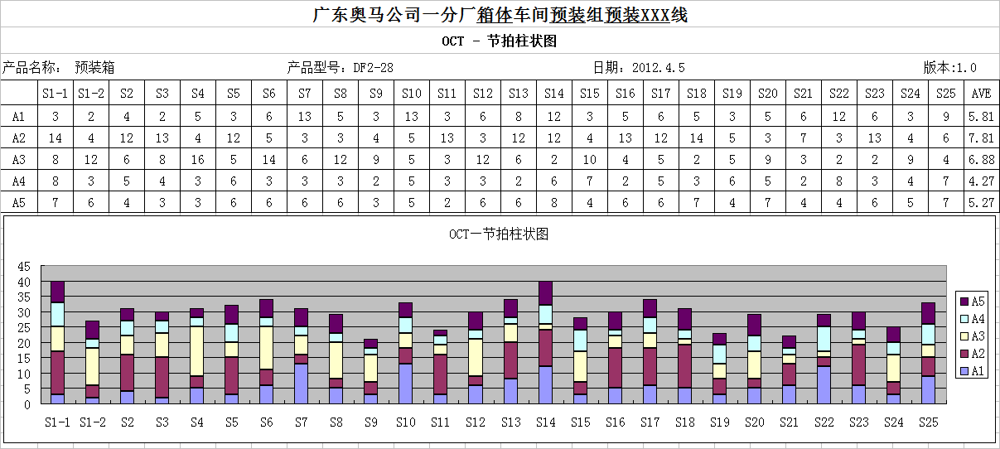 广东奥马公司一分厂箱体车间预装组预装XXX线
OCT - 节拍柱状图
产品名称: 预装箱 产品型号:DF2-28 日期:2012.4.5 版本:1.0
S1-1 S1-2 S2 S3 S4 S5 S6 S7 S8 S9 S10 S11 S12 S13 S14 S15 S16 S17 S18 S19 S20 S21 S22 S23 S24 S25 AVE
A1 3 2 4 2 5 3 6 13 5 3 13 3 6 8 12 3 5 6 5 3 5 6 12 6 3 9 5.81
A2 14 4 12 13 4 12 5 3 3 4 5 13 3 12 12 4 13 12 14 5 3 7 3 13 4 6 7.81
A3 8 12 6 8 16 5 14 6 12 9 5 3 12 6 2 10 4 5 2 5 9 3 2 2 9 4 6.88
A4 8 3 5 4 3 6 3 3 3 2 5 3 3 2 6 7 2 5 3 6 5 2 8 3 4 7 4.27
A5 7 6 4 3 3 6 6 6 6 3 5 2 6 6 8 4 6 6 7 4 7 4 4 6 5 7 5.27
OCT—节拍柱状图
45
40
35
30
25
20
15
10
5
0
S1-1 S1-2 S2 S3 S4 S5 S6 S7 S8 S9 S10 S11 S12 S13 S14 S15 S16 S17 S18 S19 S20 S21 S22 S23 S24 S25
A5
A4
A3
A2
A1